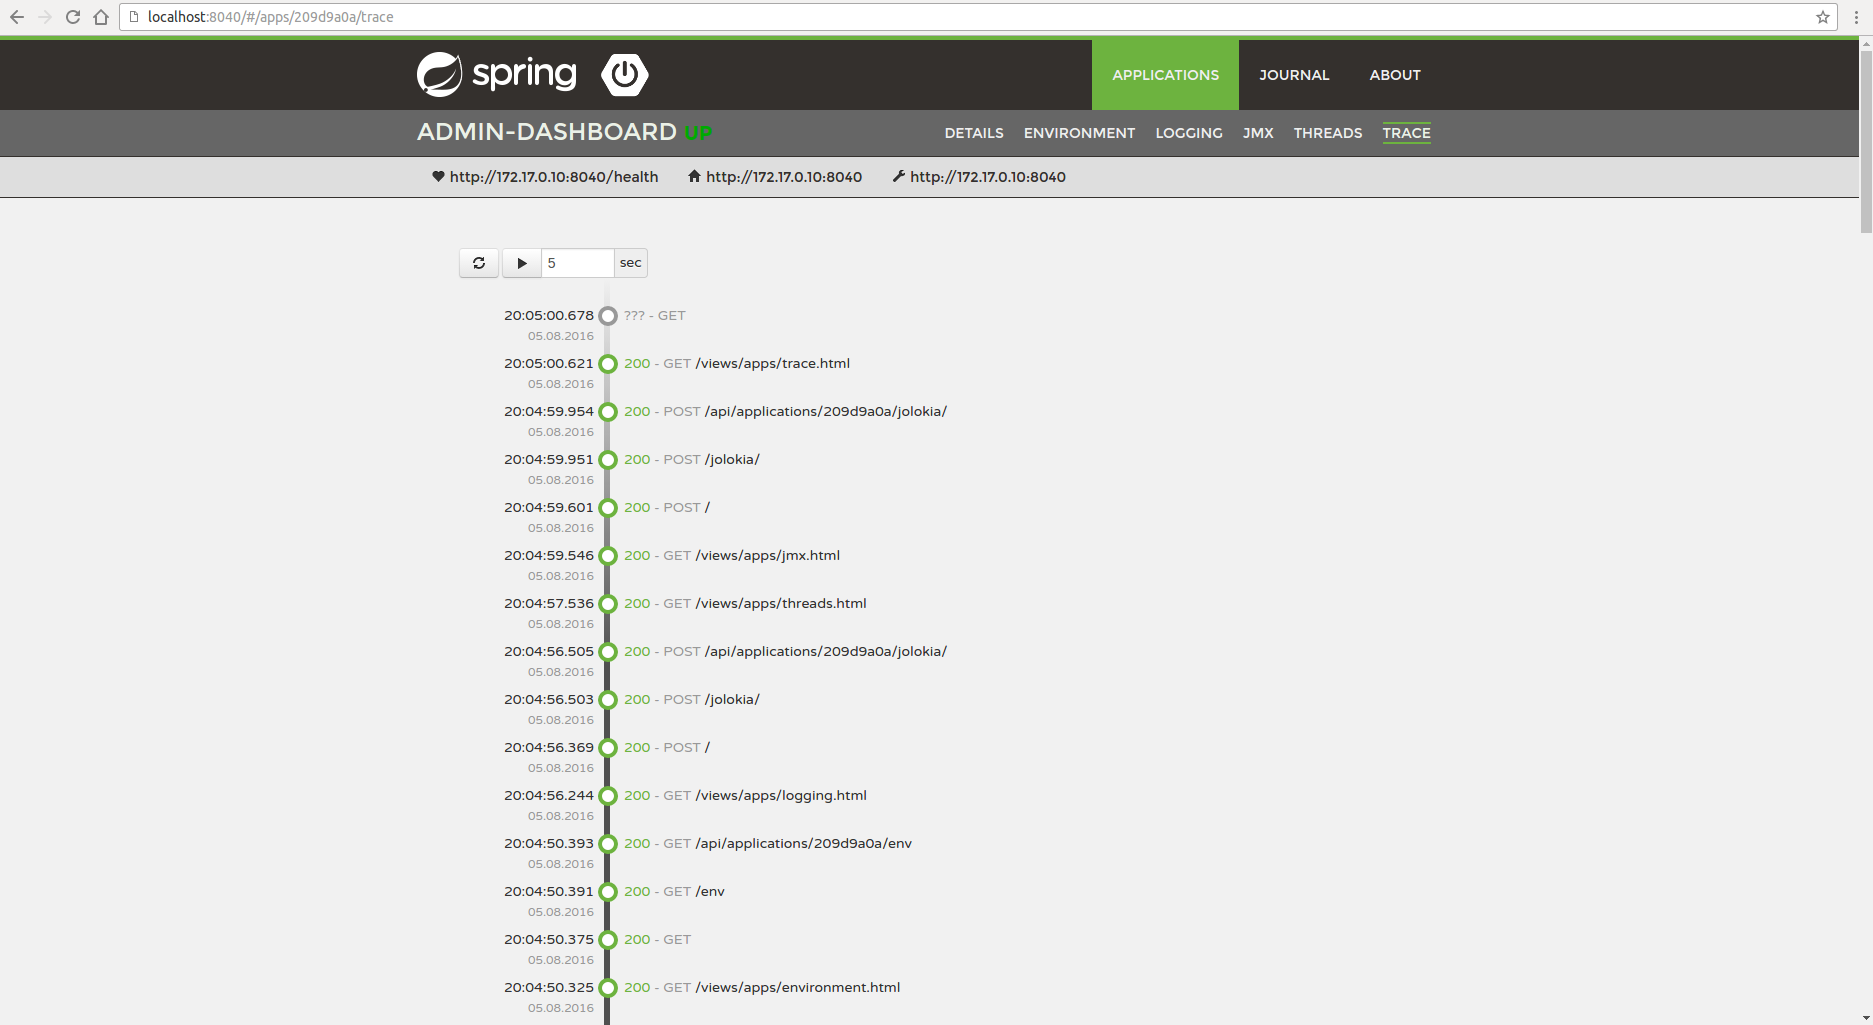 localhost:8040/#/apps/209d9a0a/trace
spring
APPLICATIONS JOURNAL ABOUT
ADMIN-DASHBOARD UP
DETAILS ENVIRONMENT LOGGING JMX THREADS TRACE
http://172.17.0.10:8040/health http://172.17.0.10:8040 http://172.17.0.10:8040
5 sec
20:05:00.678 ??? - GET
05.08.2016
20:05:00.621 200 - GET /views/apps/trace.html
05.08.2016
20:04:59.954 200 - POST /api/applications/209d9a0a/jolokia/
05.08.2016
20:04:59.951 200 - POST /jolokia/
05.08.2016
20:04:59.601 200 - POST /
05.08.2016
20:04:59.546 200 - GET /views/apps/jmx.html
05.08.2016
20:04:57.536 200 - GET /views/apps/threads.html
05.08.2016
20:04:56.505 200 - POST /api/applications/209d9a0a/jolokia/
05.08.2016
20:04:56.503 200 - POST /jolokia/
05.08.2016
20:04:56.369 200 - POST /
05.08.2016
20:04:56.244 200 - GET /views/apps/logging.html
05.08.2016
20:04:50.393 200 - GET /api/applications/209d9a0a/env
05.08.2016
20:04:50.391 200 - GET /env
05.08.2016
20:04:50.375 200 - GET
05.08.2016
20:04:50.325 200 - GET /views/apps/environment.html
05.08.2016